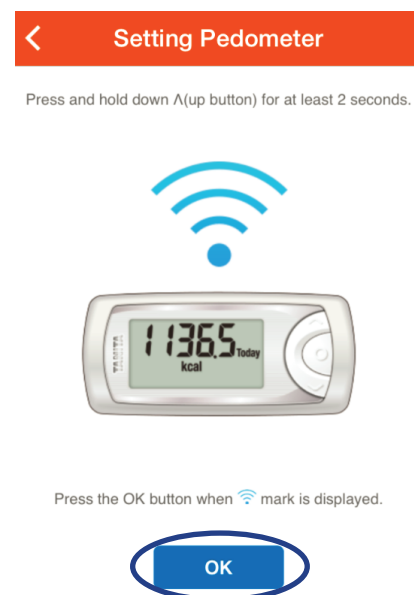 Setting Pedometer
Press and hold down Λ(up button) for at least 2 seconds.
1136.5 Today
kcal
TANITA
Press the OK button when mark is displayed.
OK